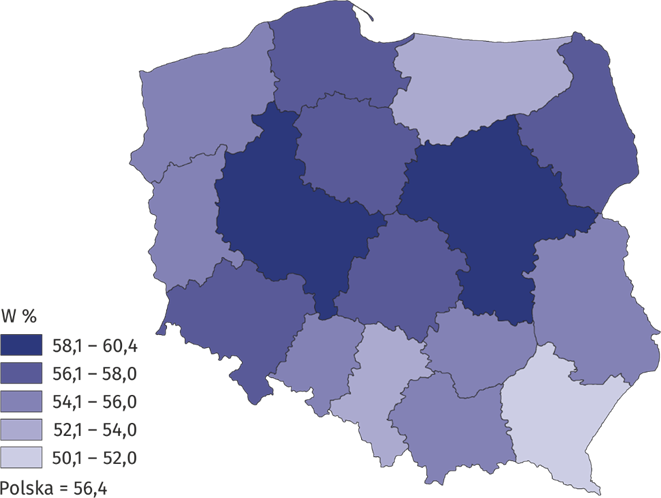 W %
58,1 – 60,4
56,1 – 58,0
54,1 – 56,0
52,1 – 54,0
50,1 – 52,0
Polska = 56,4